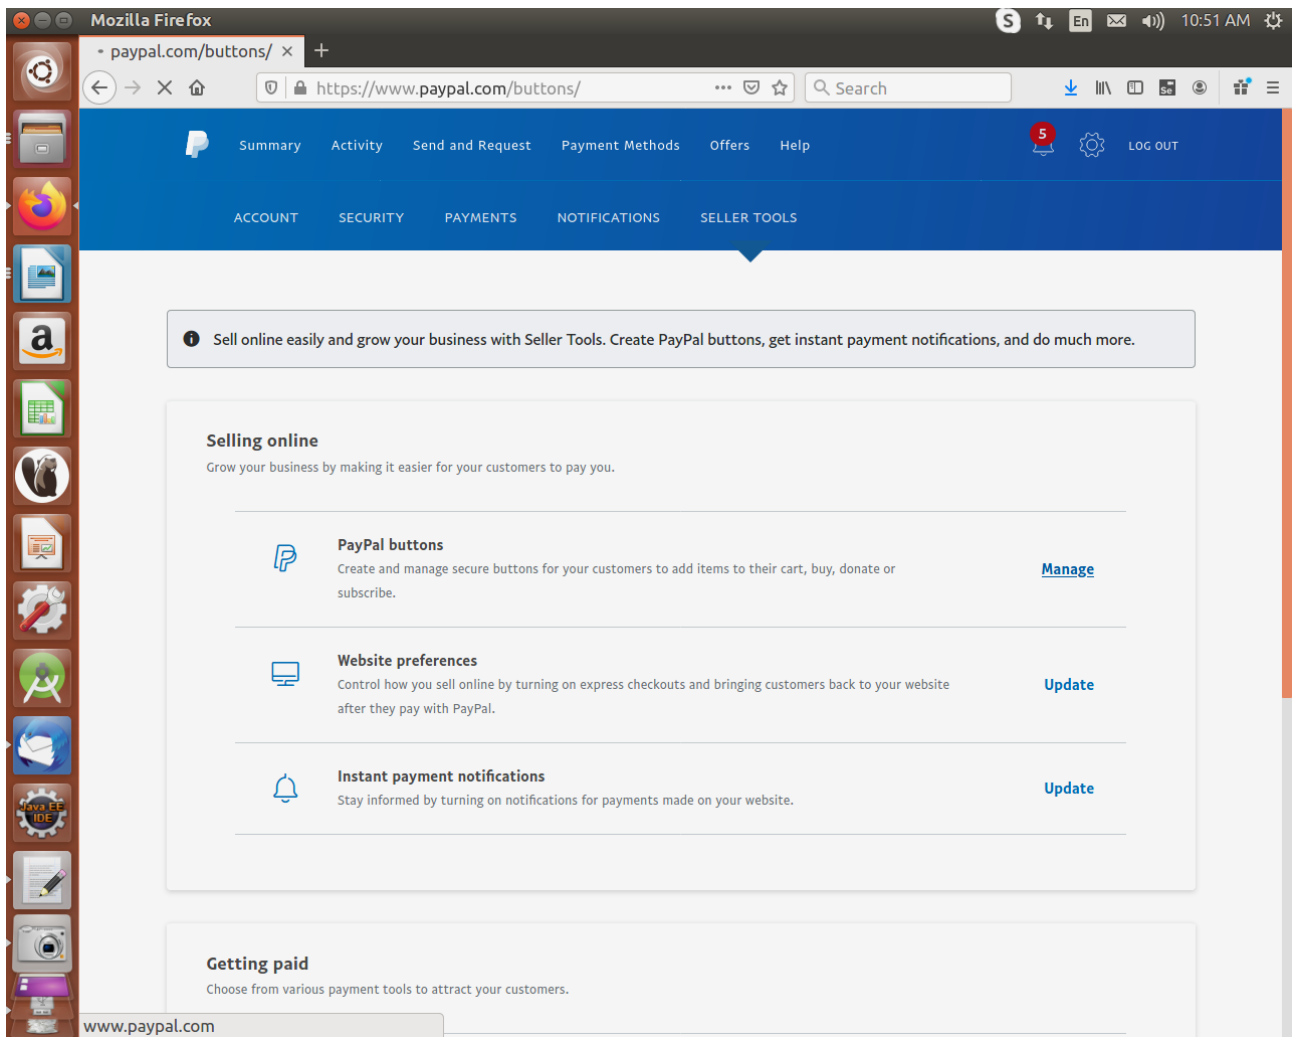 Mozilla Firefox
S
En
10:51 AM
paypal.com/buttons/
https://www.paypal.com/buttons/
Search
Se
Summary Activity Send and Request Payment Methods Offers Help
5
LOG OUT
ACCOUNT SECURITY PAYMENTS NOTIFICATIONS SELLER TOOLS
Sell online easily and grow your business with Seller Tools. Create PayPal buttons, get instant payment notifications, and do much more.
Selling online
Grow your business by making it easier for your customers to pay you.
PayPal buttons
Create and manage secure buttons for your customers to add items to their cart, buy, donate or
subscribe.
Manage
Website preferences
Control how you sell online by turning on express checkouts and bringing customers back to your website
after they pay with PayPal.
Update
Instant payment notifications
Stay informed by turning on notifications for payments made on your website.
Update
Getting paid
Choose from various payment tools to attract your customers.
www.paypal.com
a
Java EE
IDE